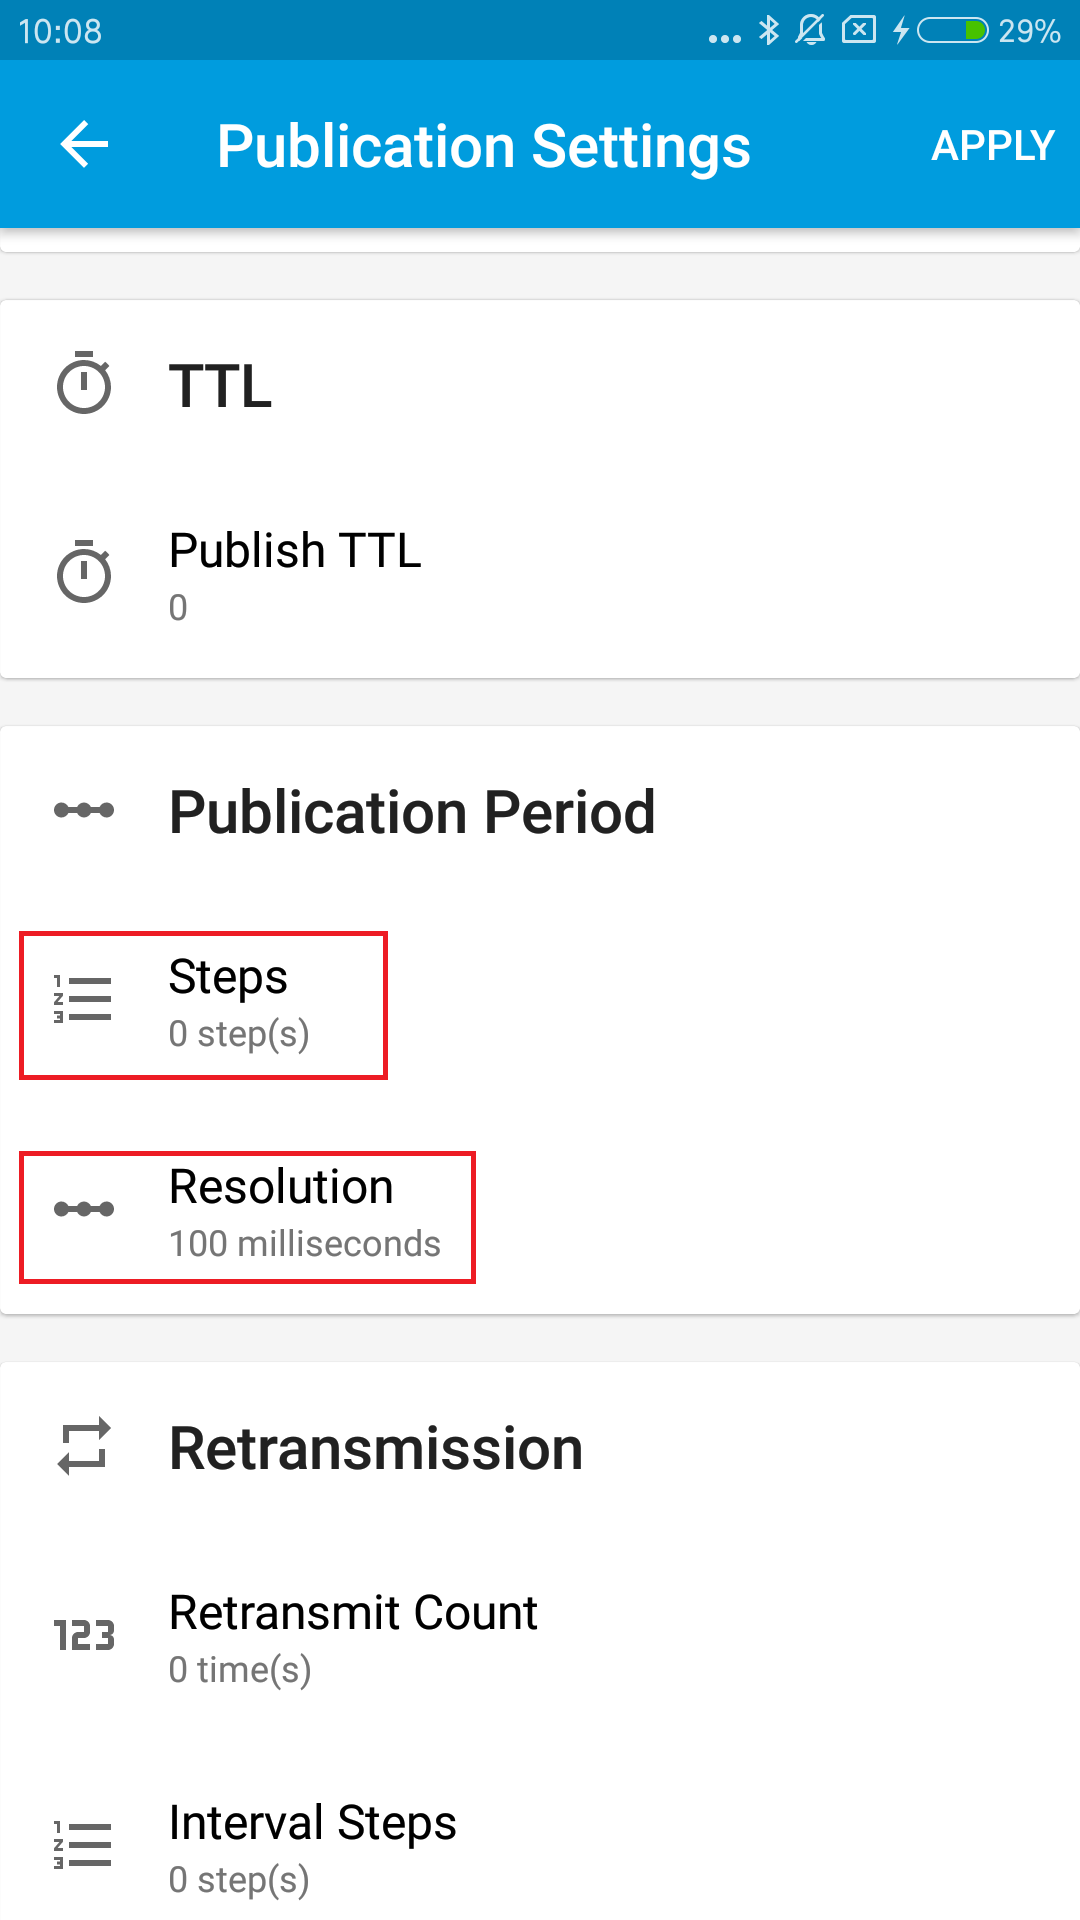 10:08
29%
Publication Settings
APPLY
TTL
Publish TTL
0
Publication Period
Steps
0 step(s)
Resolution
100 milliseconds
Retransmission
123
Retransmit Count
0 time(s)
Interval Steps
0 step(s)